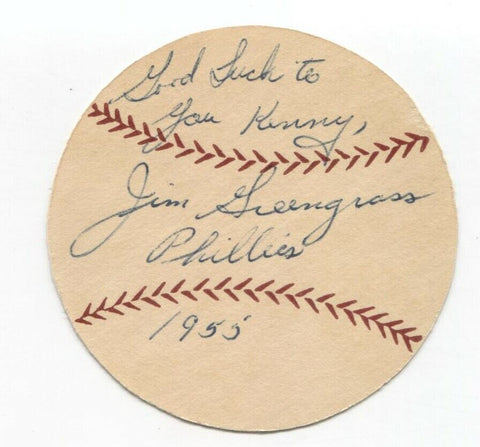 Good Luck to
You Kenny,
Jim Greengrass
Phillies
1955